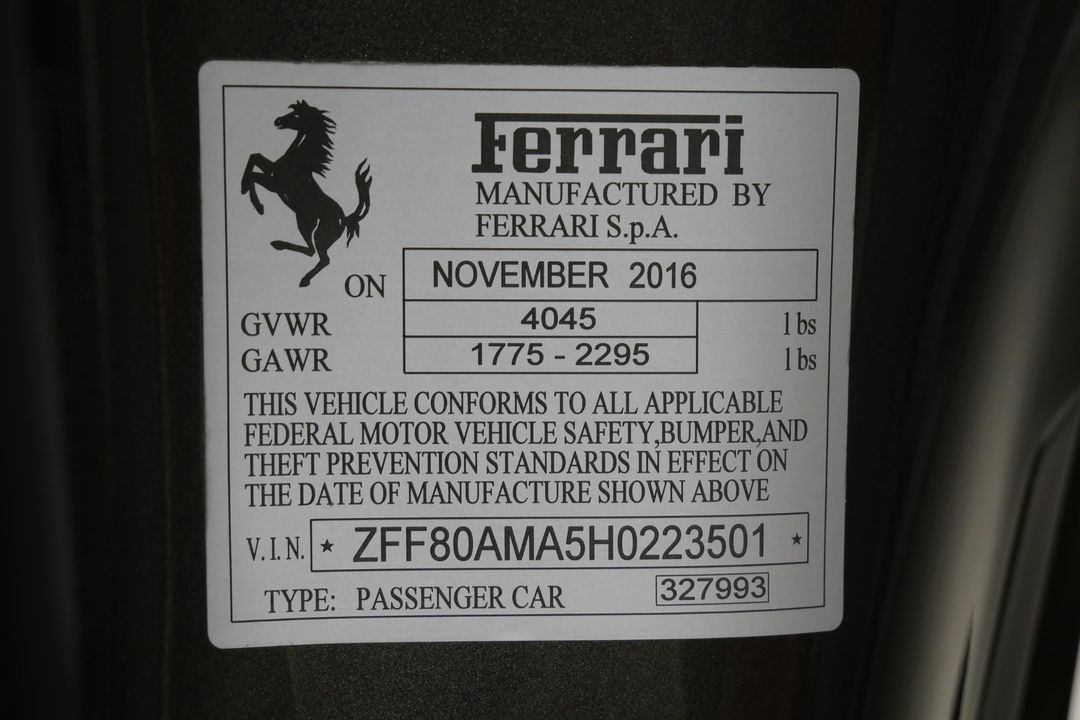 Ferrari
MANUFACTURED BY
FERRARI S.p.A.
ON NOVEMBER 2016
GVWR 4045 lbs
GAWR 1775 - 2295 lbs
THIS VEHICLE CONFORMS TO ALL APPLICABLE
FEDERAL MOTOR VEHICLE SAFETY,BUMPER,AND
THEFT PREVENTION STANDARDS IN EFFECT ON
THE DATE OF MANUFACTURE SHOWN ABOVE
V.I.N. ★ ZFF80AMA5H0223501 ★
TYPE: PASSENGER CAR 327993